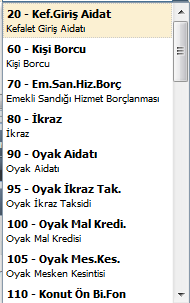 20 - Kef.Giriş Aidat
Kefalet Giriş Aidatı
60 - Kişi Borcu
Kişi Borcu
70 - Em.San.Hiz.Borç
Emekli Sandığı Hizmet Borçlanması
80 - İkraz
İkraz
90 - Oyak Aidatı
Oyak Aidatı
95 - Oyak İkraz Tak.
Oyak İkraz Taksidi
100 - Oyak Mal Kredi.
Oyak Mal Kredisi
105 - Oyak Mes.Kes.
Oyak Mesken Kesintisi
110 - Konut Ön Bi.Fon